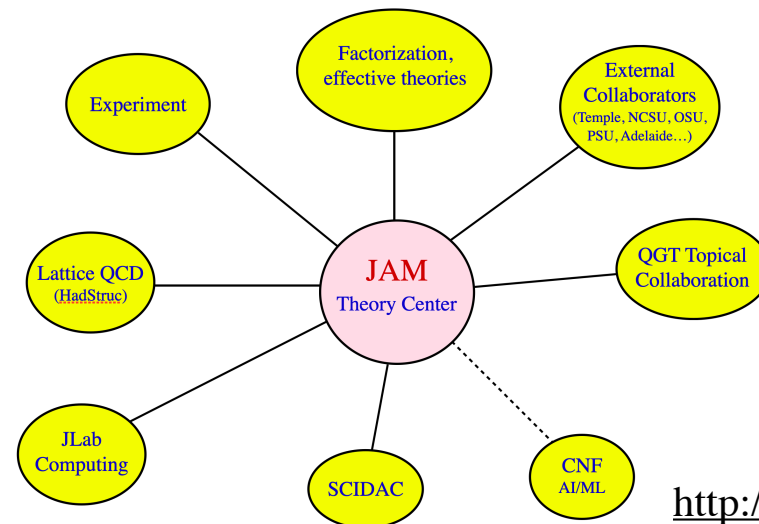 Factorization,
effective theories
Experiment
External
Collaborators
(Temple, NCSU, OSU,
PSU, Adelaide…)
Lattice QCD
(HadStruc)
JAM
Theory Center
QGT Topical
Collaboration
JLab
Computing
SCIDAC
CNF
AI/ML
http:/